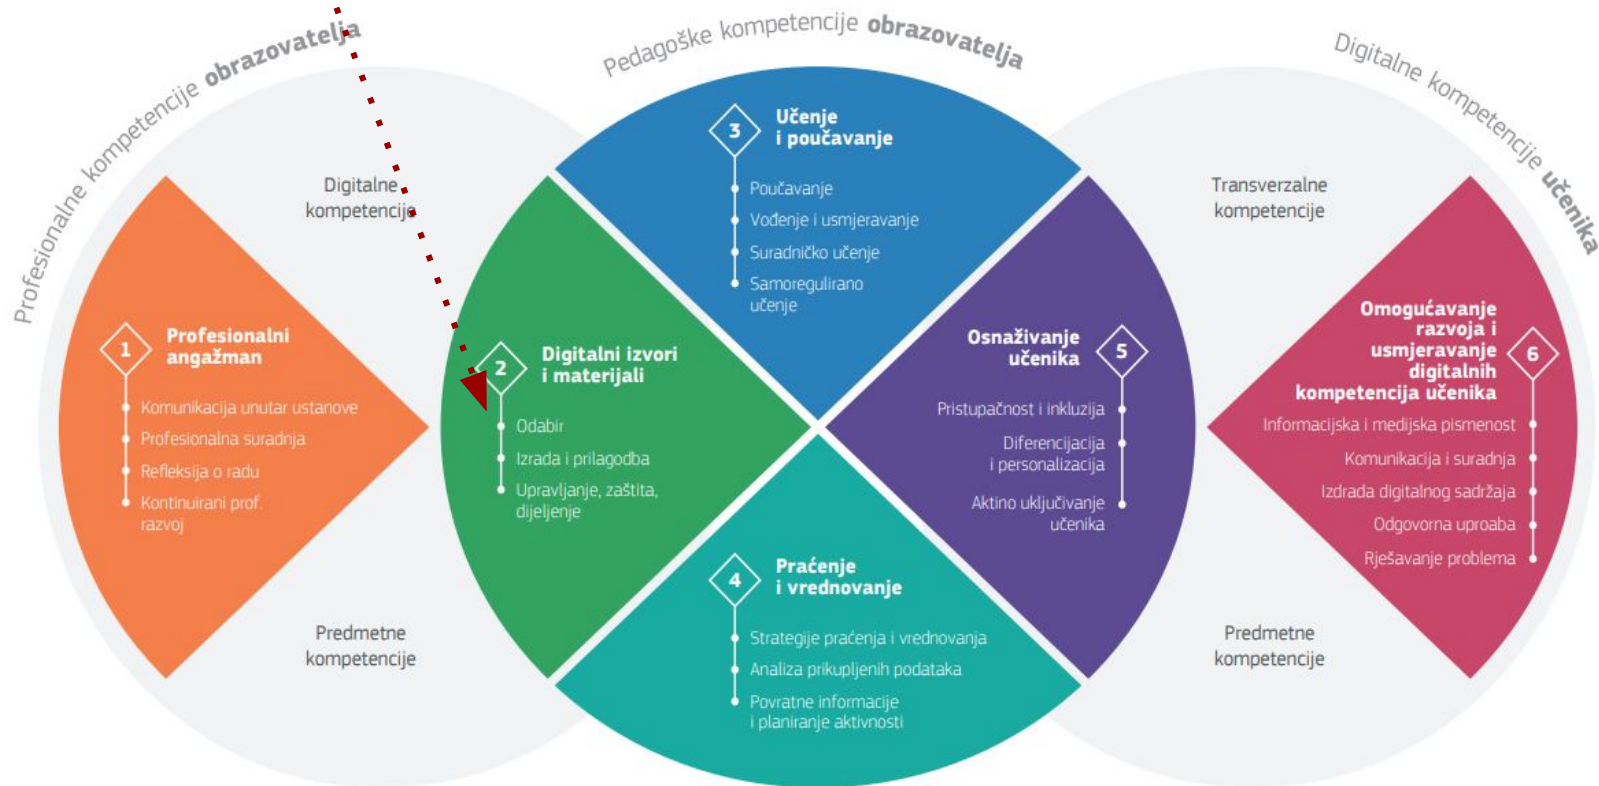 Profesionalne kompetencije obrazovatelja
Pedagoške kompetencije obrazovatelja
Digitalne kompetencije učenika
Digitalne
kompetencije
Predmetne
kompetencije
1
Profesionalni
angažman
Komunikacija unutar ustanove
Profesionalna suradnja
Refleksija o radu
Kontinuirani prof.
razvoj
2
Digitalni izvori
i materijali
Odabir
Izrada i prilagodba
Upravljanje, zaštita,
dijeljenje
3
Učenje
i poučavanje
Poučavanje
Vođenje i usmjeravanje
Suradničko učenje
Samoregulirano
učenje
4
Praćenje
i vrednovanje
Strategije praćenja i vrednovanja
Analiza prikupljenih podataka
Povratne informacije
i planiranje aktivnosti
Osnaživanje
učenika
5
Pristupačnost i inkluzija
Diferencijacija
i personalizacija
Aktino uključivanje
učenika
Transverzalne
kompetencije
Predmetne
kompetencije
Omogućavanje
razvoja i
usmjeravanje
digitalnih
kompetencija učenika
6
Informacijska i medijska pismenost
Komunikacija i suradnja
Izdrada digitalnog sadržaja
Odgovorna uproaba
Rješavanje problema